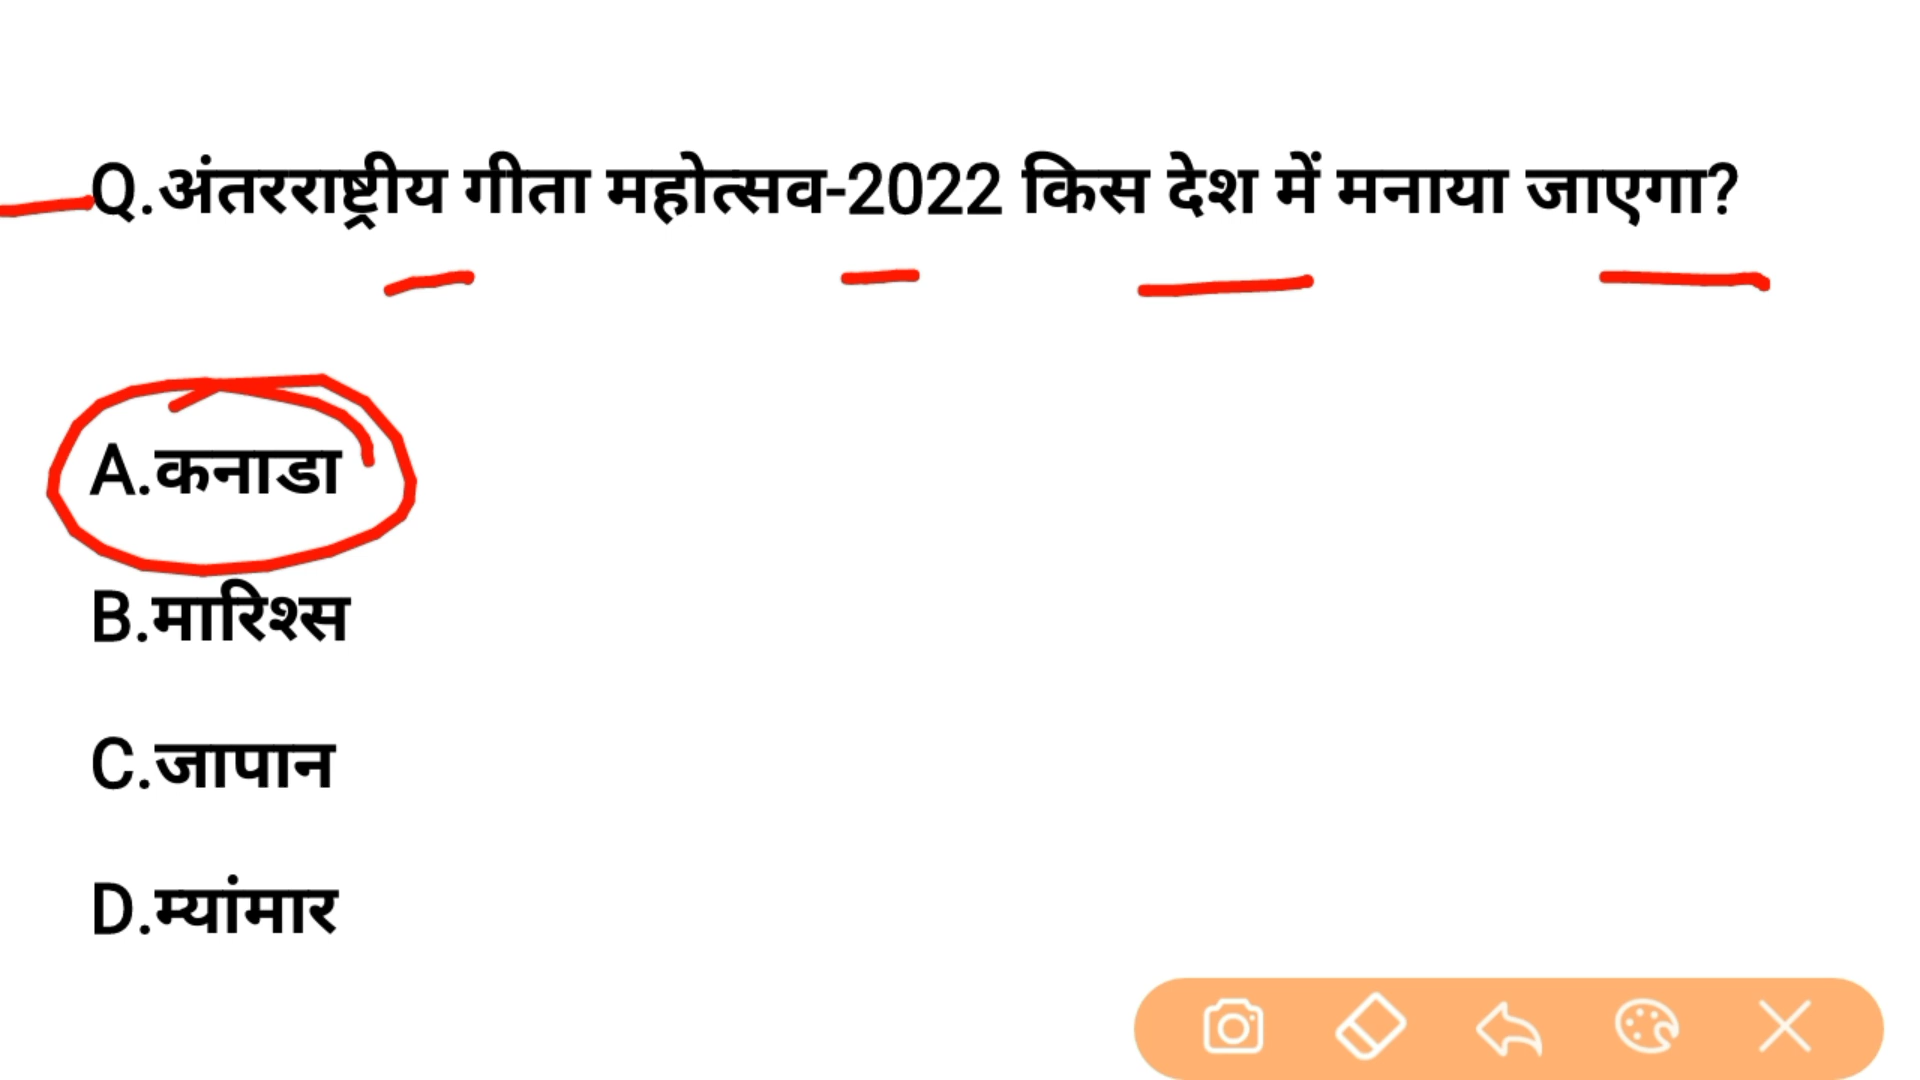 Q.अंतरराष्ट्रीय गीता महोत्सव-2022 किस देश में मनाया जाएगा?
A.कनाडा
B.मारिश्स
C.जापान
D.म्यांमार